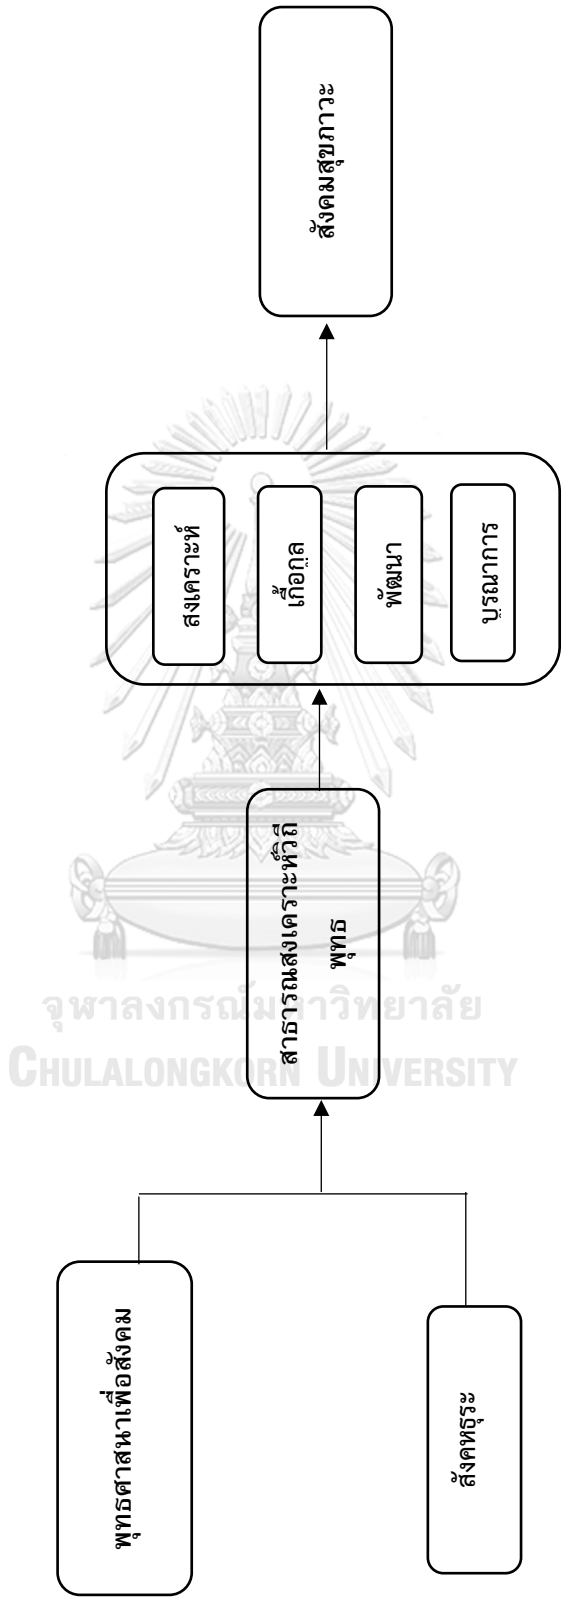 พุทธศาสนาเพื่อสังคม
สังคหธุระ
สาธารณสงเคราะห์วิถี
พุทธ
สงเคราะห์
เกื้อกูล
พัฒนา
บูรณาการ
สังคมสุขภาวะ
จุฬาลงกรณ์มหาวิทยาลัย
CHULALONGKORN UNIVERSITY